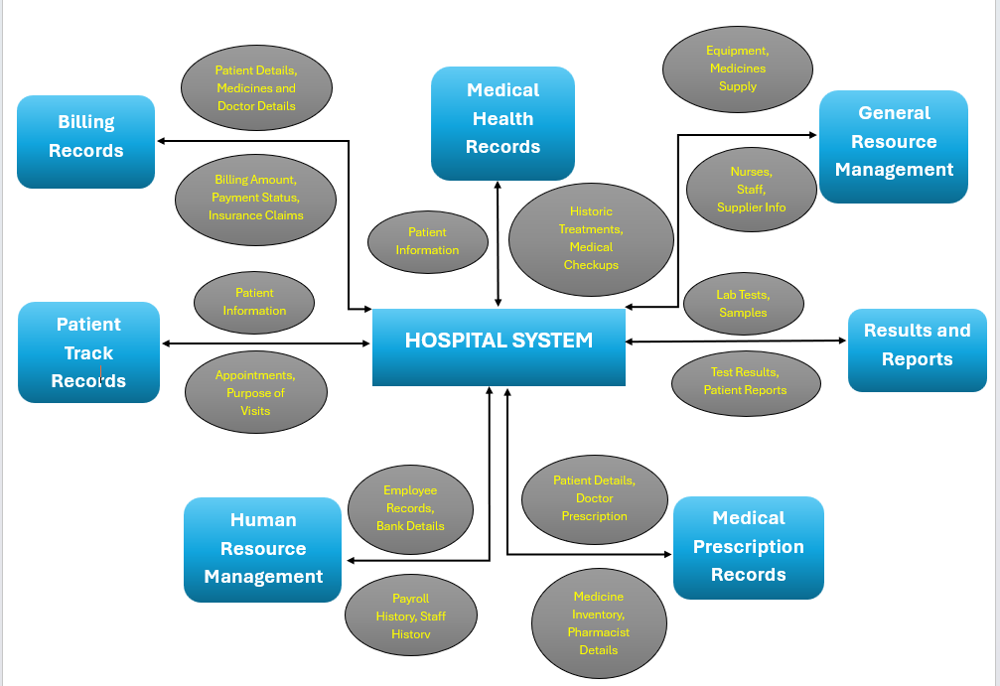 Equipment,
Medicines
Supply
Patient Details,
Medicines and
Doctor Details
Medical
Health
Records
General
Resource
Management
Billing
Records
Billing Amount,
Payment Status,
Insurance Claims
Nurses,
Staff,
Supplier Info
Patient
Information
Historic
Treatments,
Medical
Checkups
Patient
Information
Lab Tests,
Samples
Patient
Track
Records
HOSPITAL SYSTEM
Results and
Reports
Appointments,
Purpose of
Visits
Test Results,
Patient Reports
Employee
Records,
Bank Details
Patient Details,
Doctor
Prescription
Human
Resource
Management
Medical
Prescription
Records
Payroll
History, Staff
History
Medicine
Inventory,
Pharmacist
Details